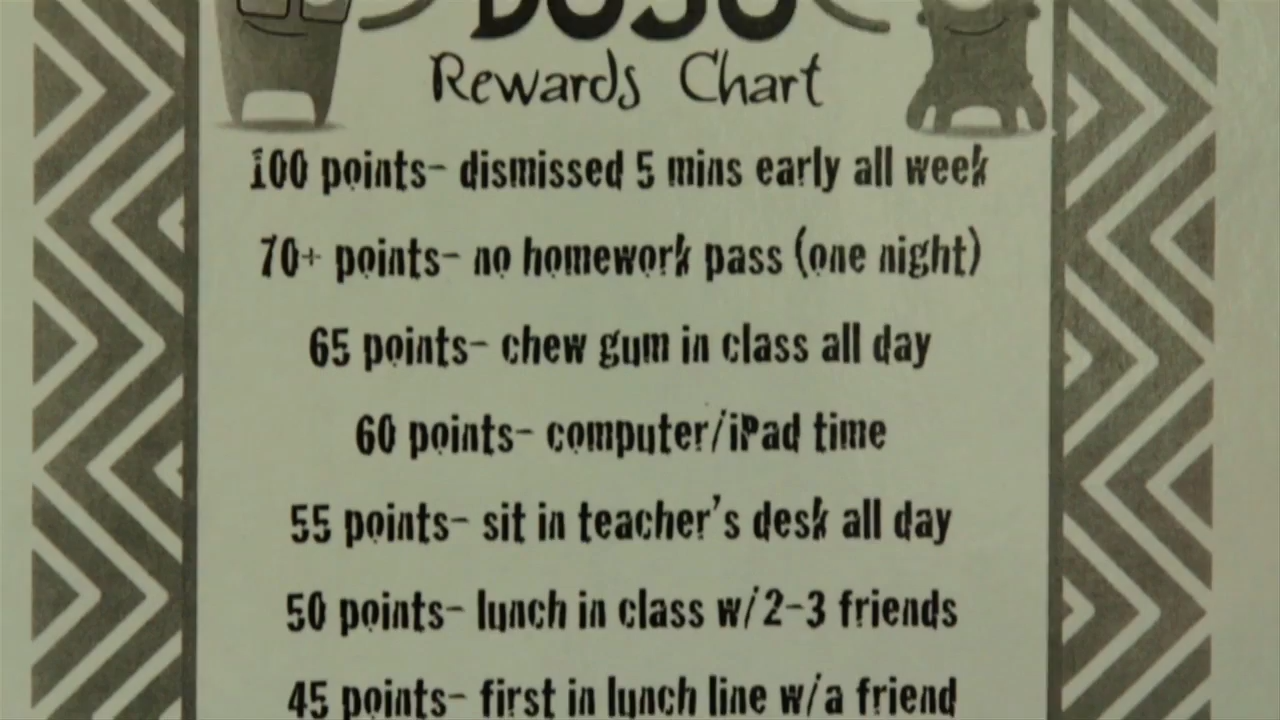 DOJO
Rewards Chart
100 points- dismissed 5 mins early all week
70+ points- no homework pass (one night)
65 points- chew gum in class all day
60 points- computer/iPad time
55 points- sit in teacher's desk all day
50 points- lunch in class w/2-3 friends
45 points- first in lunch line w/a friend